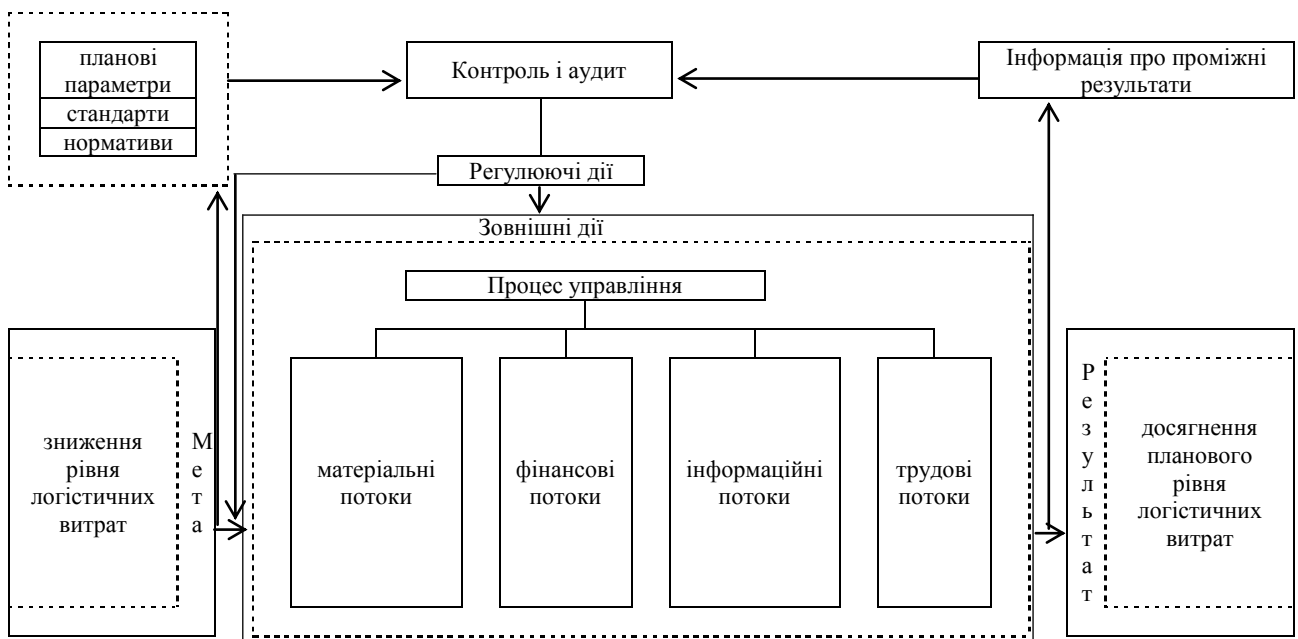 планові
параметри
стандарти
нормативи
Контроль і аудит
Інформація про проміжні
результати
Регулюючі дії
Зовнішні дії
Процес управління
зниження
рівня
логістичних
витрат
М
е
т
а
матеріальні
потоки
фінансові
потоки
інформаційні
потоки
трудові
потоки
Р
е
з
у
л
ь
т
а
т
досягнення
планового
рівня
логістичних
витрат